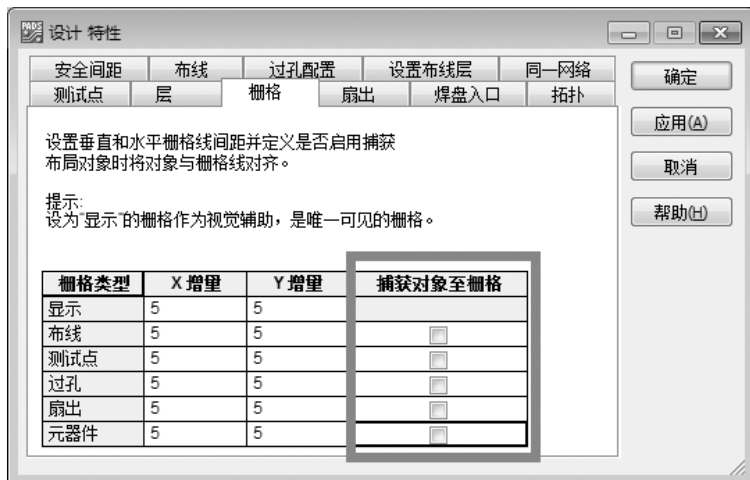 PADS 设计 特性
安全间距 布线 过孔配置 设置布线层 同一网络
测试点 层 栅格 扇出 焊盘入口 拓扑
确定
应用(A)
取消
帮助(H)
设置垂直和水平栅格线间距并定义是否启用捕获
布局对象时将对象与栅格线对齐。
提示:
设为"显示"的栅格作为视觉辅助，是唯一可见的栅格。
栅格类型 X 增量 Y 增量 捕获对象至栅格
显示 5 5
布线 5 5
测试点 5 5
过孔 5 5
扇出 5 5
元器件 5 5